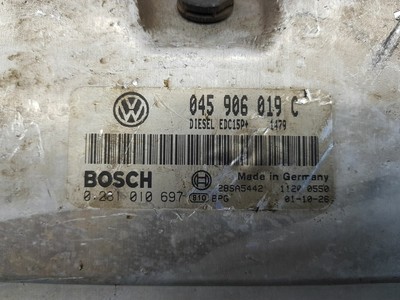 045 906 019 C
DIESEL EDC15P+ 1479
BOSCH
Made in Germany
0 281 010 697 BPG 28SA5442 1120 0550
01-10-26